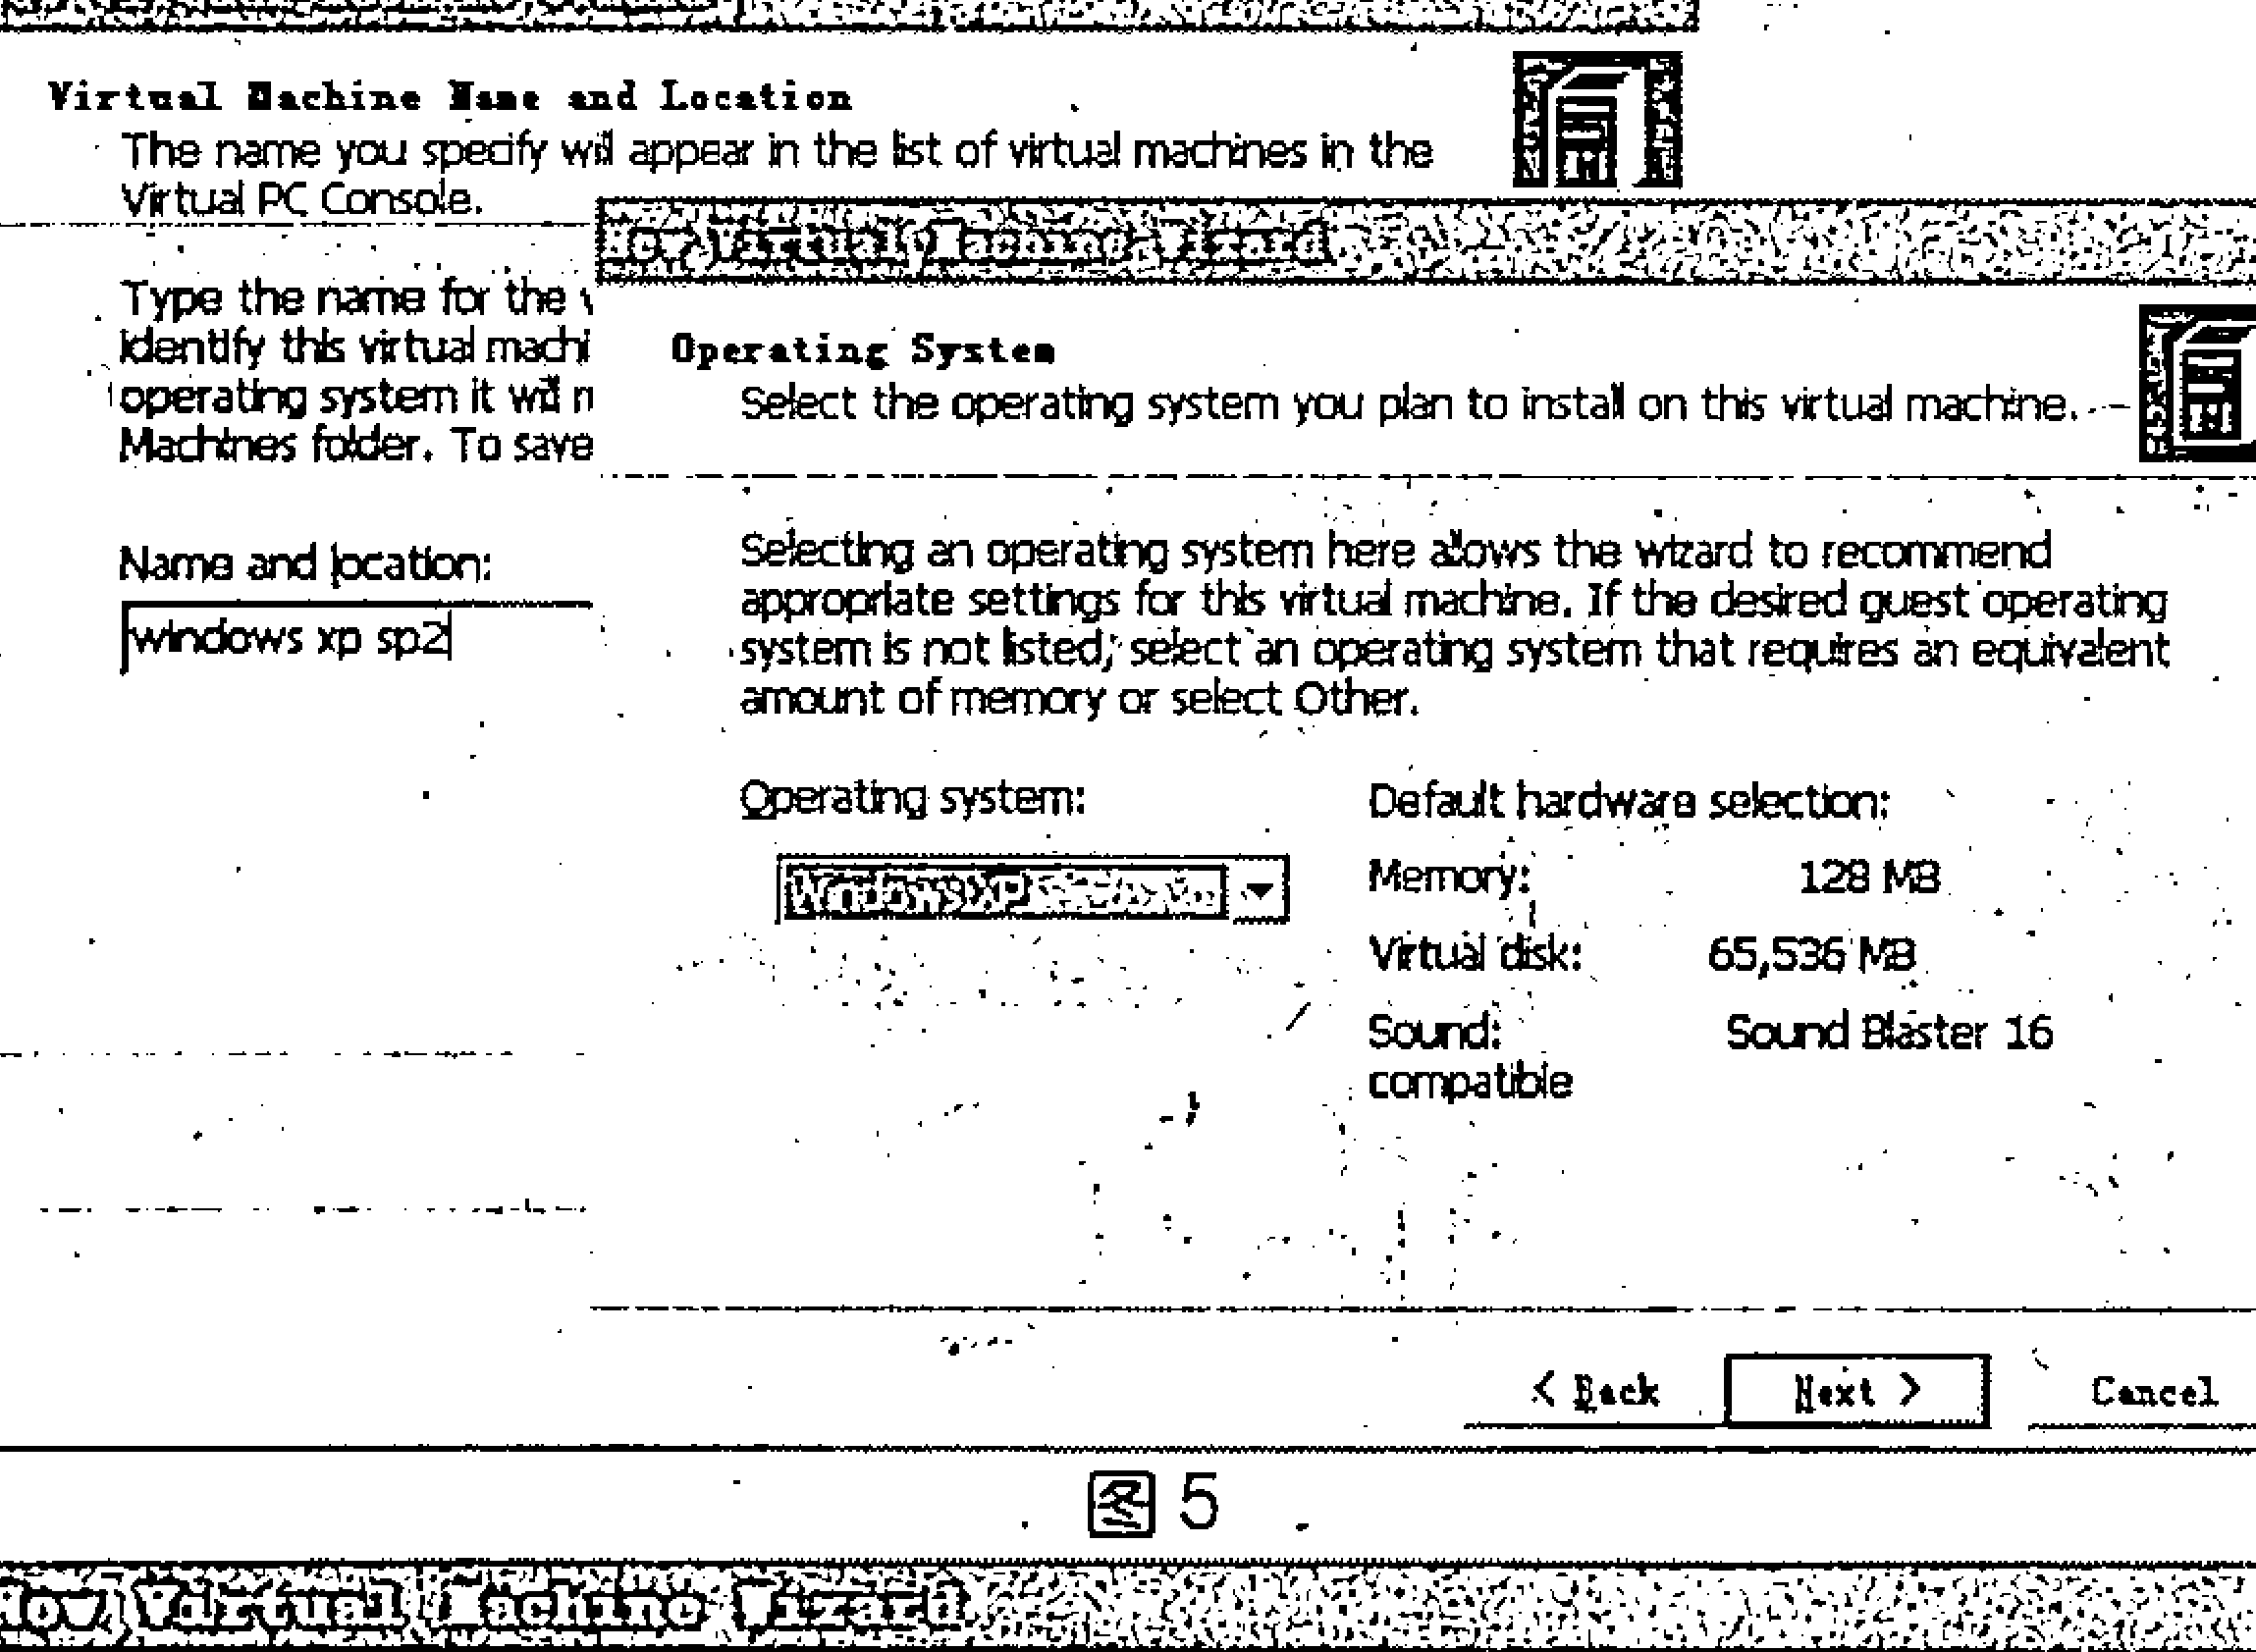 Virtual Machine Name and Location
The name you specify will appear in the list of virtual machines in the
Virtual PC Console.
Type the name for the
identify this virtual machi
operating system it will n
Machines folder. To save
Name and location:
windows xp sp2
New Virtual Machine Wizard
Operating System
Select the operating system you plan to install on this virtual machine.
Selecting an operating system here allows the wizard to recommend
appropriate settings for this virtual machine. If the desired guest operating
system is not listed, select an operating system that requires an equivalent
amount of memory or select Other.
Operating system:
Windows XP
Default hardware selection:
Memory: 128 MB
Virtual disk: 65,536 MB
Sound: Sound Blaster 16
compatible
< Back Next > Cancel
图 5
New Virtual Machine Wizard